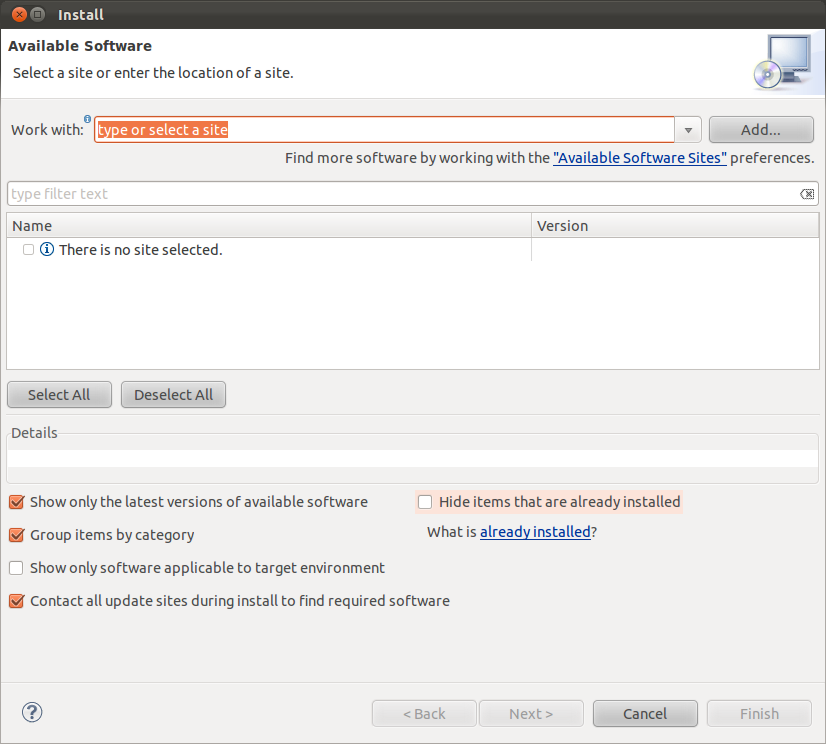 Install
Available Software
Select a site or enter the location of a site.
Work with: type or select a site Add...
Find more software by working with the "Available Software Sites" preferences.
type filter text
Name Version
There is no site selected.
Select All Deselect All
Details
Show only the latest versions of available software Hide items that are already installed
Group items by category What is already installed?
Show only software applicable to target environment
Contact all update sites during install to find required software
? < Back Next > Cancel Finish